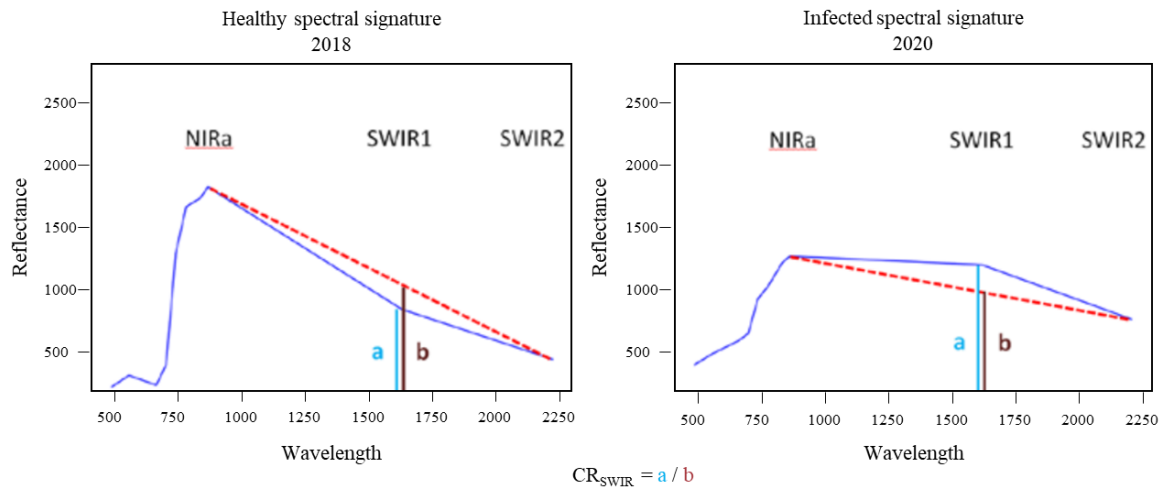 Healthy spectral signature
2018
Infected spectral signature
2020
NIRa
SWIR1
SWIR2
2500
2000
1500
1000
500
Reflectance
a
b
500
750
1000
1250
1500
1750
2000
2250
Wavelength
NIRa
SWIR1
SWIR2
2500
2000
1500
1000
500
Reflectance
a
b
500
750
1000
1250
1500
1750
2000
2250
Wavelength
CRSWIR = a / b